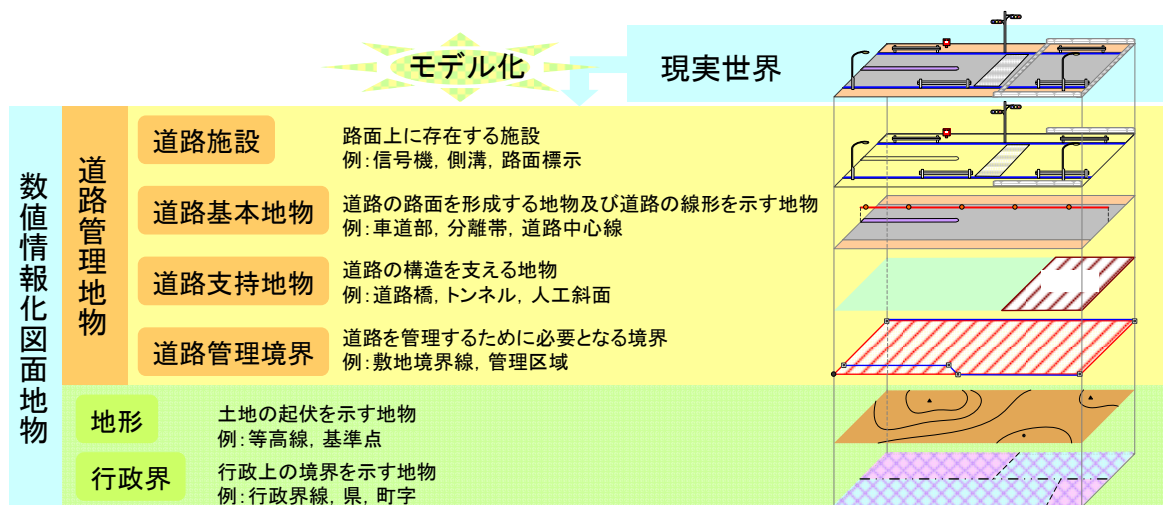 モデル化
現実世界
数値情報化図面地物
道路管理地物
道路施設
路面上に存在する施設
例：信号機，側溝，路面標示
道路基本地物
道路の路面を形成する地物及び道路の線形を示す地物
例：車道部，分離帯，道路中心線
道路支持地物
道路の構造を支える地物
例：道路橋，トンネル，人工斜面
道路管理境界
道路を管理するために必要となる境界
例：敷地境界線，管理区域
地形
土地の起伏を示す地物
例：等高線，基準点
行政界
行政上の境界を示す地物
例：行政界線，県，町字